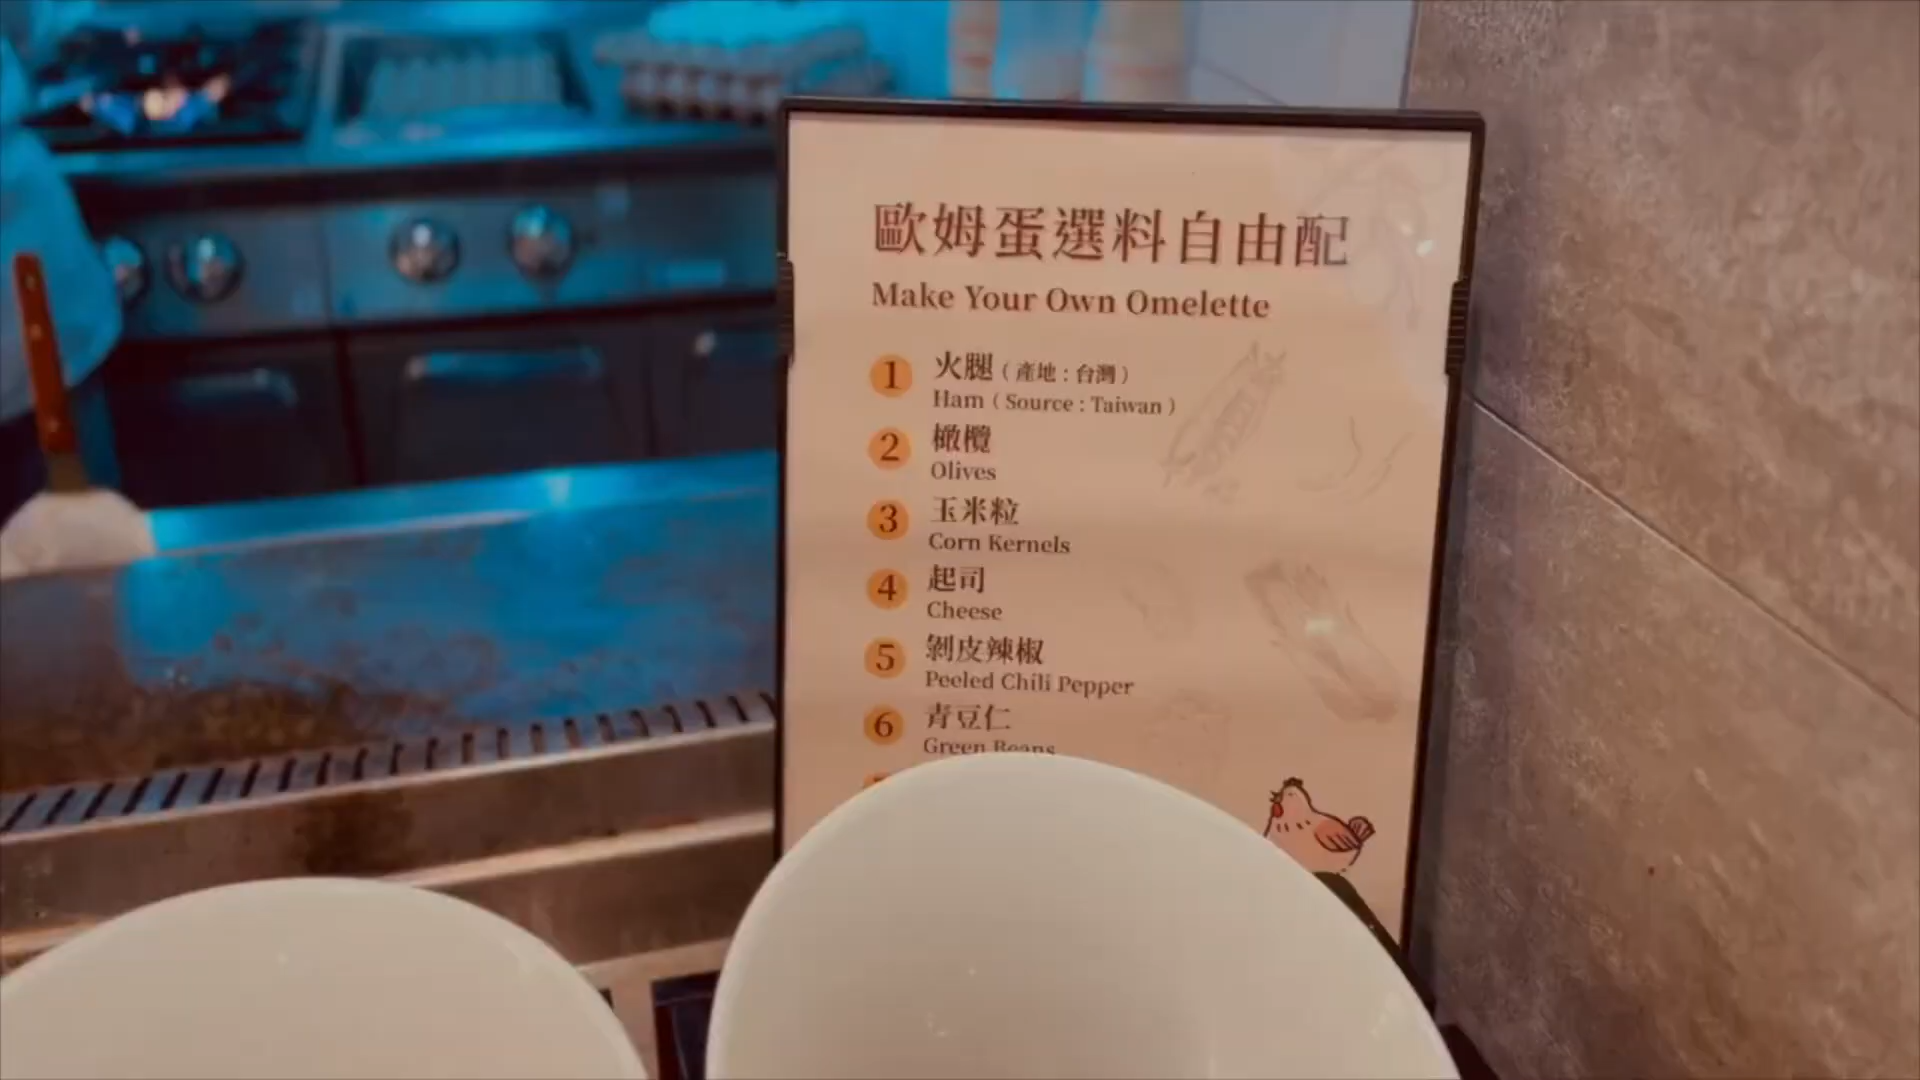 歐姆蛋選料自由配
Make Your Own Omelette
1 火腿（產地：台灣）
Ham ( Source : Taiwan )
2 橄欖
Olives
3 玉米粒
Corn Kernels
4 起司
Cheese
5 剝皮辣椒
Peeled Chili Pepper
6 青豆仁
Green Beans